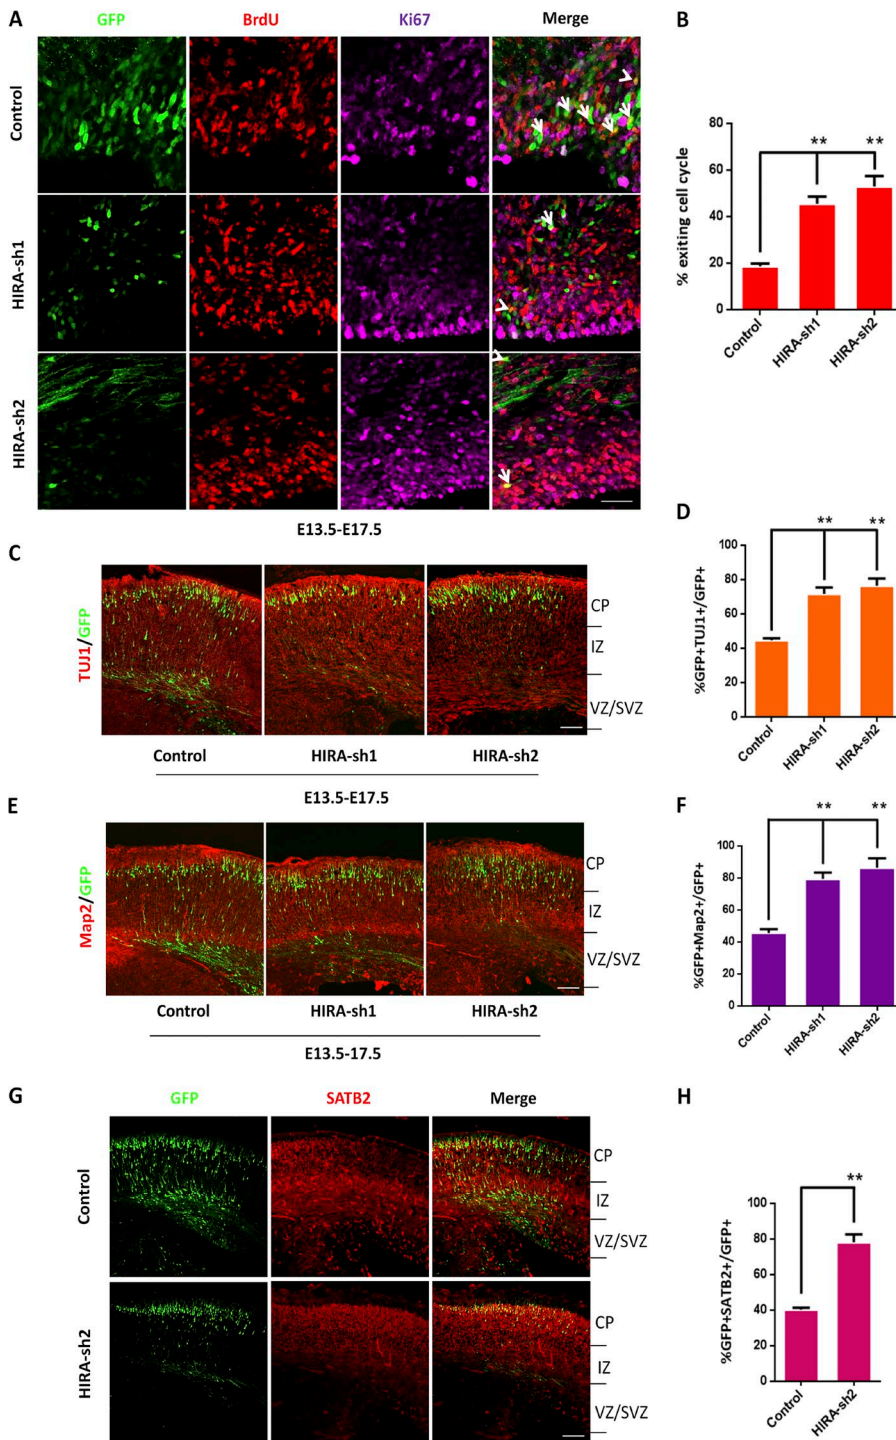 A
GFP
BrdU
Ki67
Merge
Control
HIRA-sh1
HIRA-sh2
E13.5-E17.5
B
% exiting cell cycle
80
60
40
20
0
**
**
Control
HIRA-sh1
HIRA-sh2
C
TUJ1/GFP
CP
IZ
VZ/SVZ
Control
HIRA-sh1
HIRA-sh2
E13.5-E17.5
D
%GFP+TUJ1+/GFP+
100
80
60
40
20
0
**
**
Control
HIRA-sh1
HIRA-sh2
E
Map2/GFP
CP
IZ
VZ/SVZ
Control
HIRA-sh1
HIRA-sh2
E13.5-17.5
F
%GFP+Map2+/GFP+
100
80
60
40
20
0
**
**
Control
HIRA-sh1
HIRA-sh2
G
GFP
SATB2
Merge
Control
CP
IZ
VZ/SVZ
HIRA-sh2
CP
IZ
VZ/SVZ
H
%GFP+SATB2+/GFP+
100
80
60
40
20
0
**
Control
HIRA-sh2